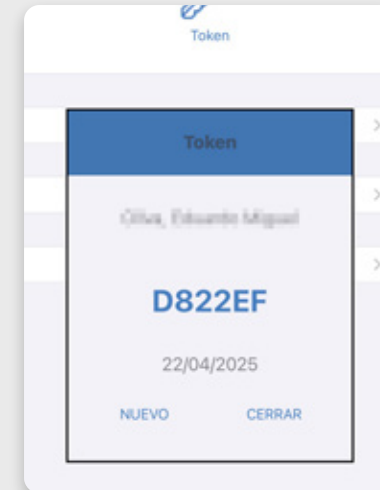 Token
Token
D822EF
22/04/2025
NUEVO
CERRAR